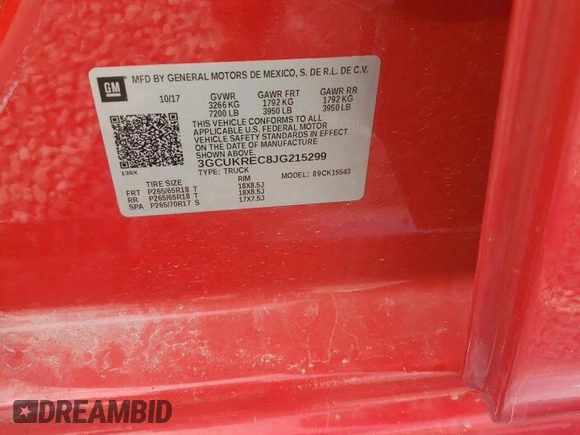 GM
MFD BY GENERAL MOTORS DE MEXICO, S. DE R.L. DE C.V.
10/17 GVWR GAWR FRT GAWR RR
3266 KG 1792 KG 1792 KG
7200 LB 3950 LB 3950 LB
THIS VEHICLE CONFORMS TO ALL
APPLICABLE U.S. FEDERAL MOTOR
VEHICLE SAFETY STANDARDS IN EFFECT
ON THE DATE OF MANUFACTURE
SHOWN ABOVE.
3GCUKREC8JG215299
TYPE: TRUCK MODEL: 89CK15543
136X
TIRE SIZE RIM
FRT P265/65R18 T 18X8.5J
RR P265/65R18 T 18X8.5J
SPA P265/70R17 S 17X7.5J
DREAMBID